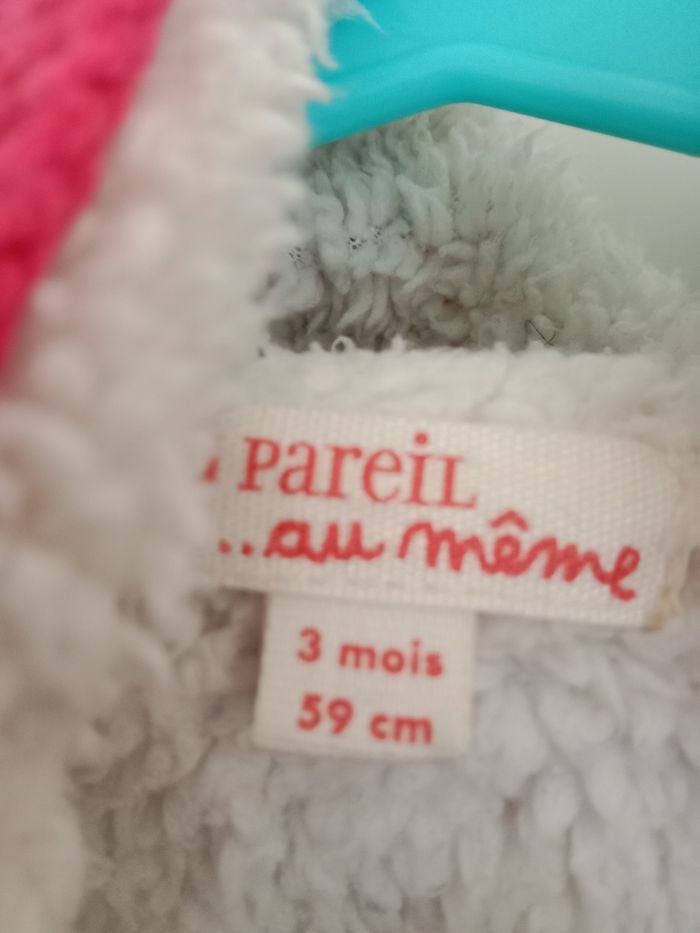 Pareil
...au même
3 mois
59 cm